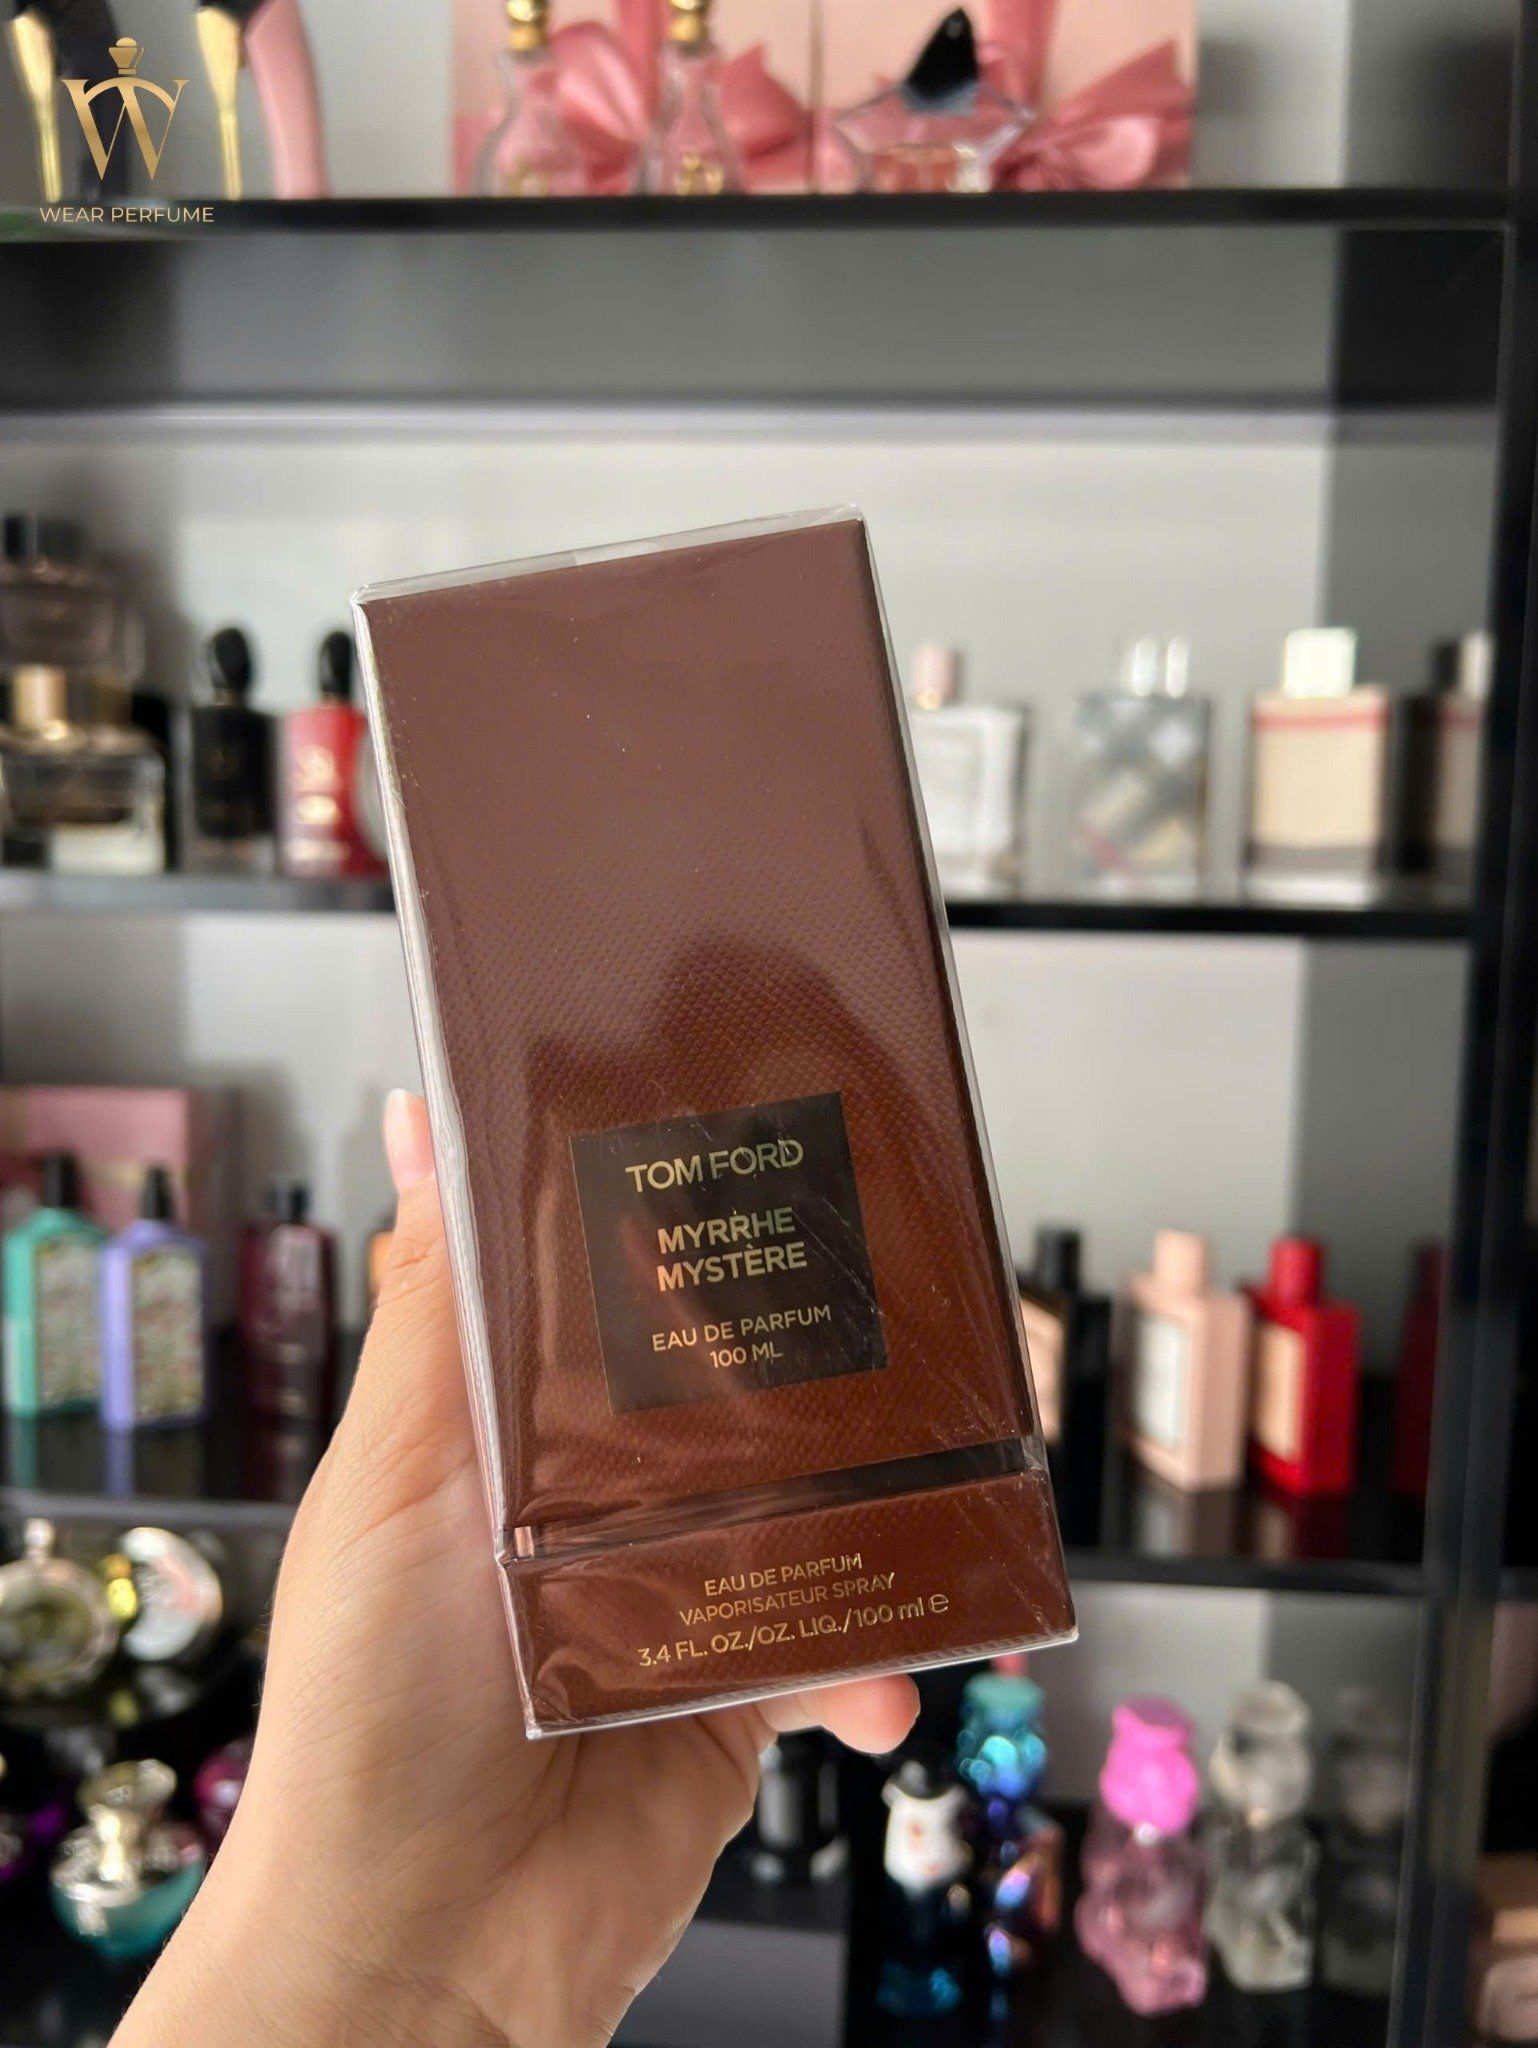 WEAR PERFUME
TOM FORD
MYRRHE
MYSTÈRE
EAU DE PARFUM
100 ML
EAU DE PARFUM
VAPORISATEUR SPRAY
3.4 FL. OZ./OZ. LIQ./100 ml ℮